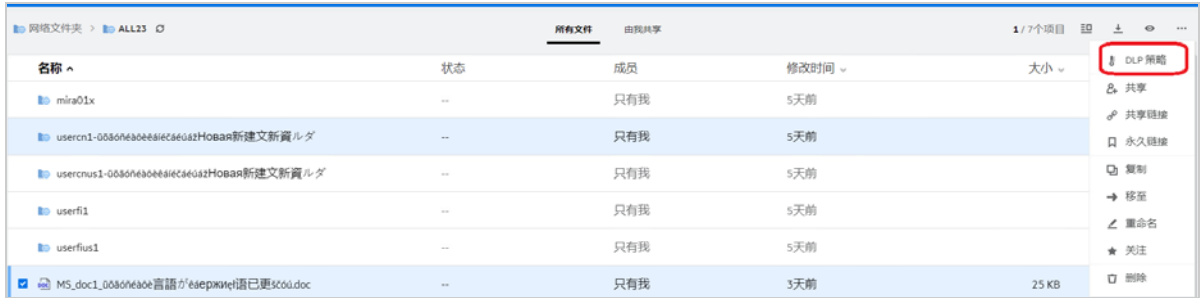 网络文件夹 > ALL23 所有文件 由我共享 1 / 7个项目
名称 状态 成员 修改时间 大小
mira01x -- 只有我 5天前
usercn1- -- 只有我 5天前
usercnus1- -- 只有我 5天前
userfi1 -- 只有我 5天前
userfius1 -- 只有我 5天前
MS_doc1_ -- 只有我 3天前 25 KB
DLP 策略
共享
共享链接
永久链接
复制
移至
重命名
关注
删除